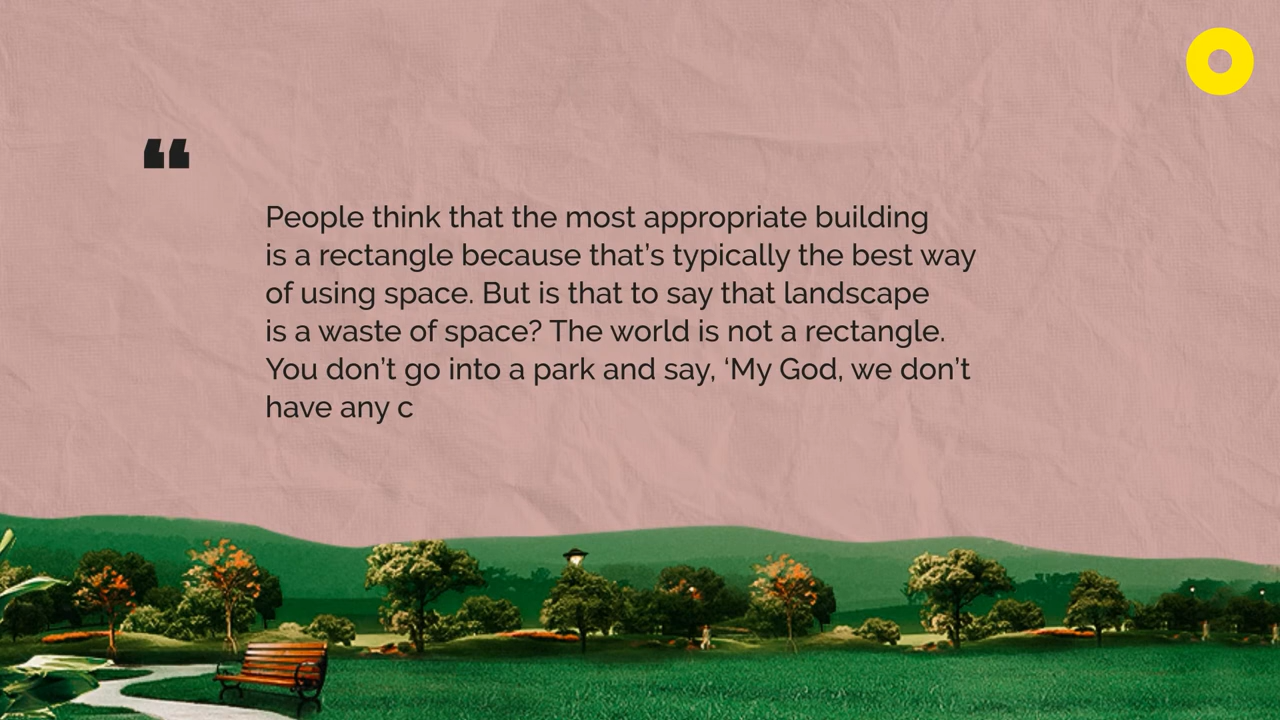 ❝
People think that the most appropriate building
is a rectangle because that’s typically the best way
of using space. But is that to say that landscape
is a waste of space? The world is not a rectangle.
You don’t go into a park and say, ‘My God, we don’t
have any c